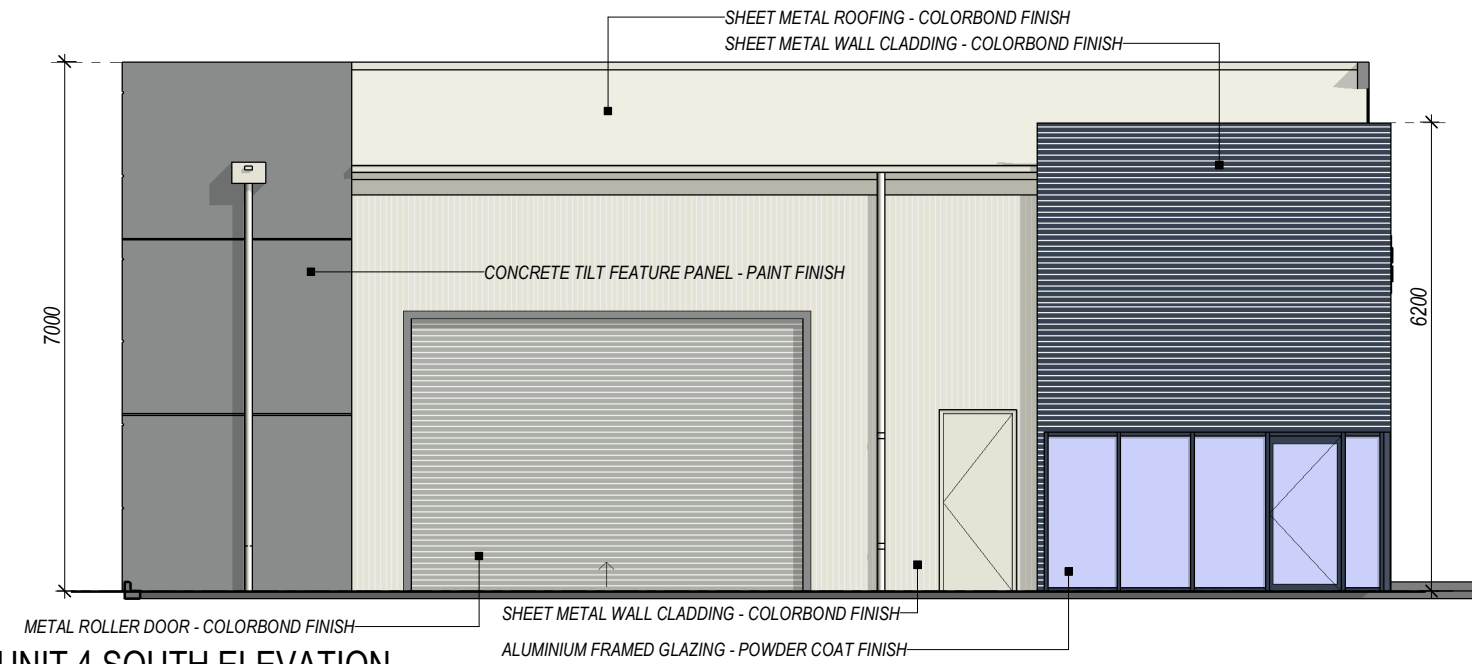 SHEET METAL ROOFING - COLORBOND FINISH
SHEET METAL WALL CLADDING - COLORBOND FINISH
CONCRETE TILT FEATURE PANEL - PAINT FINISH
7000
6200
SHEET METAL WALL CLADDING - COLORBOND FINISH
METAL ROLLER DOOR - COLORBOND FINISH
ALUMINIUM FRAMED GLAZING - POWDER COAT FINISH
UNIT 4 SOUTH ELEVATION